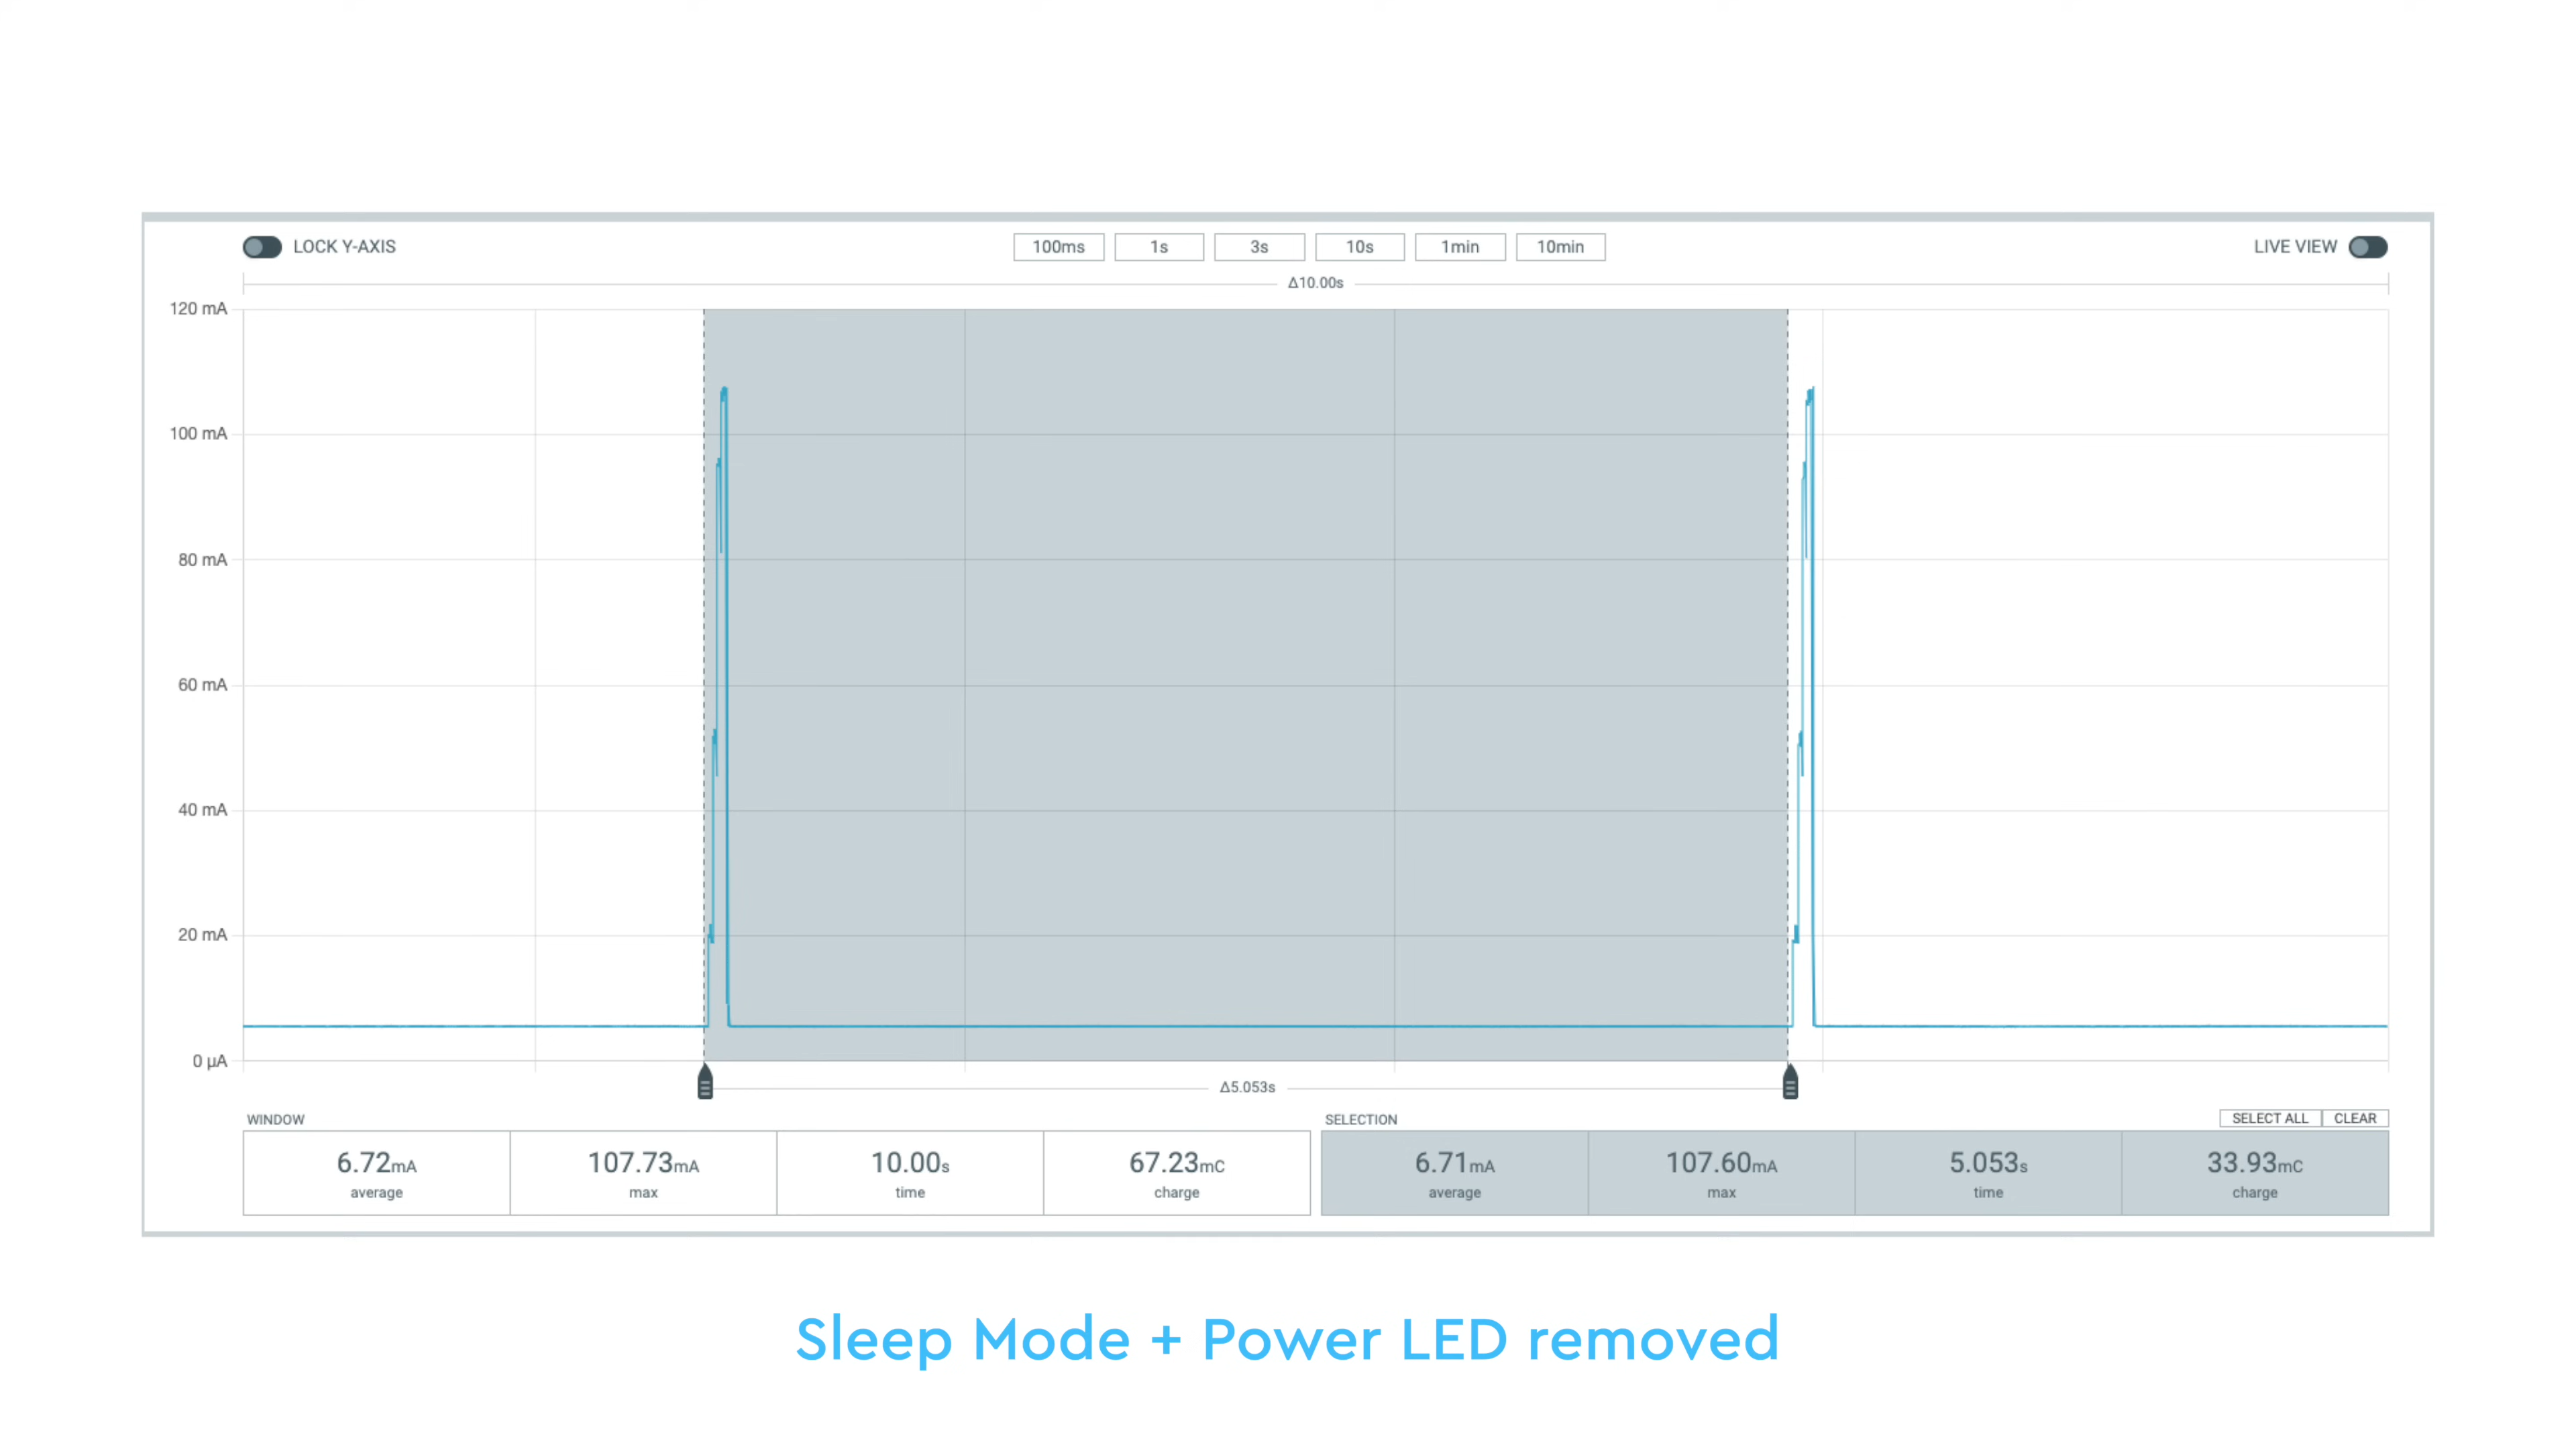 LOCK Y-AXIS 100ms 1s 3s 10s 1min 10min LIVE VIEW
Δ10.00s
120 mA
100 mA
80 mA
60 mA
40 mA
20 mA
0 µA
Δ5.053s
WINDOW SELECTION SELECT ALL CLEAR
6.72mA 107.73mA 10.00s 67.23mC 6.71mA 107.60mA 5.053s 33.93mC
average max time charge average max time charge
Sleep Mode + Power LED removed